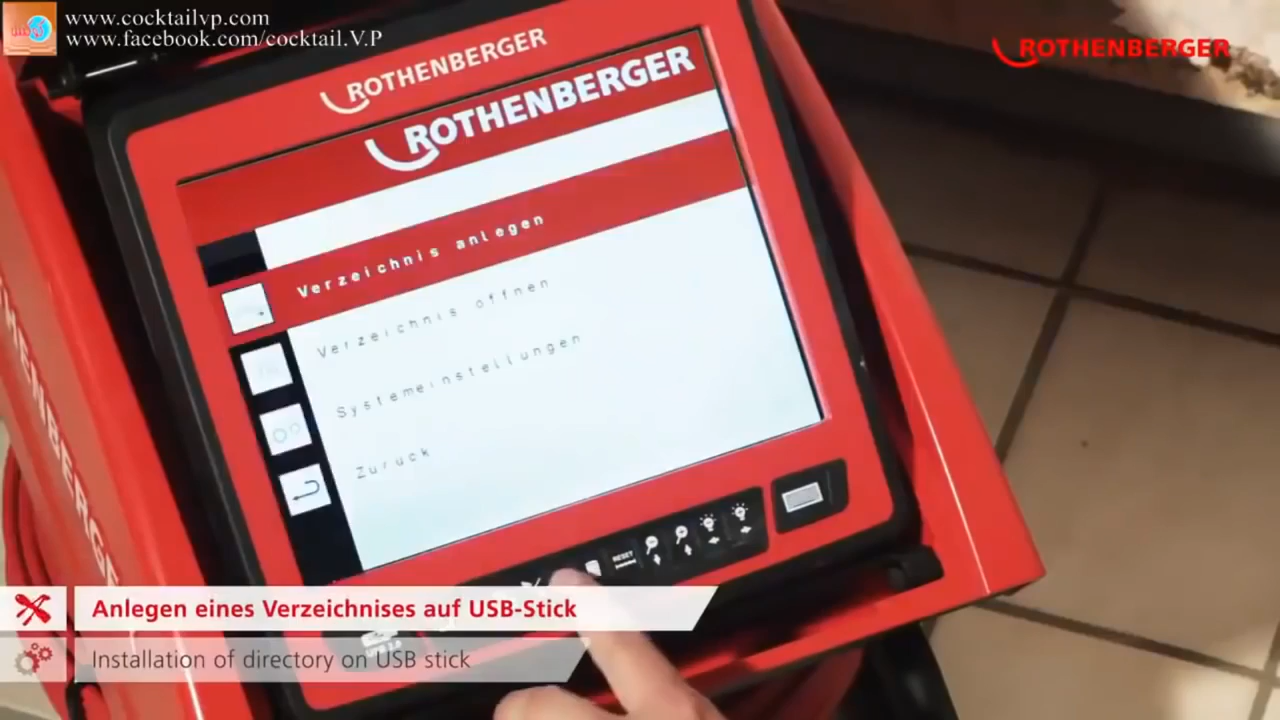 www.cocktailvp.com
www.facebook.com/cocktail.V.P
ROTHENBERGER
ROTHENBERGER
ROTHENBERGER
Verzeichnis anlegen
Verzeichnis öffnen
Systemeinstellungen
Zurück
RESET
Anlegen eines Verzeichnises auf USB-Stick
Installation of directory on USB stick